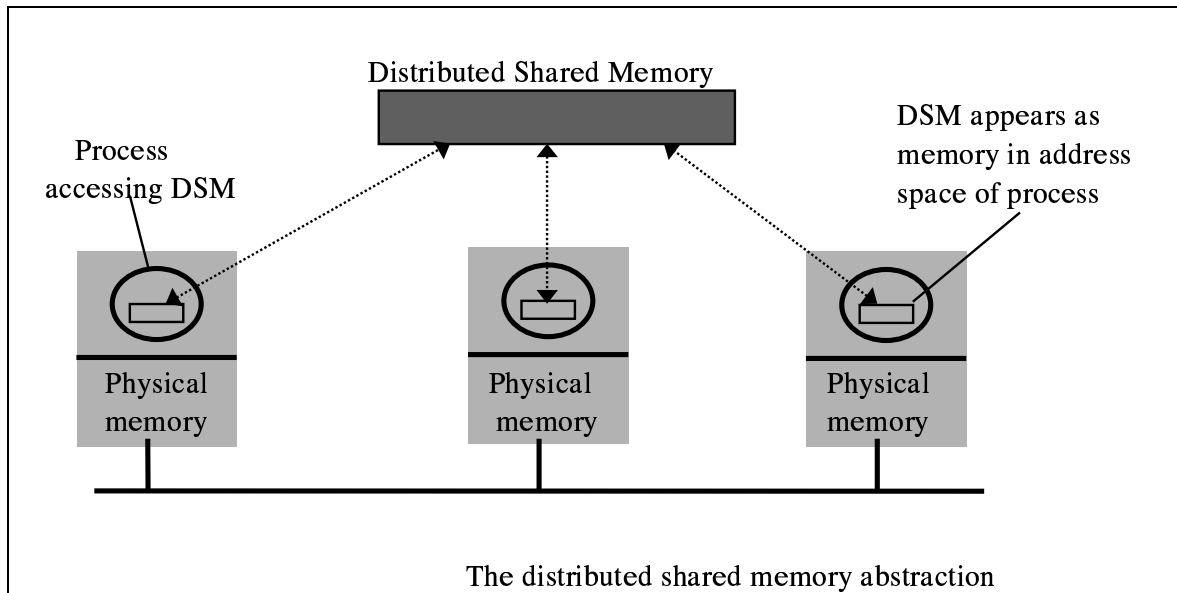 Distributed Shared Memory
Process
accessing DSM
DSM appears as
memory in address
space of process
Physical
memory
Physical
memory
Physical
memory
The distributed shared memory abstraction